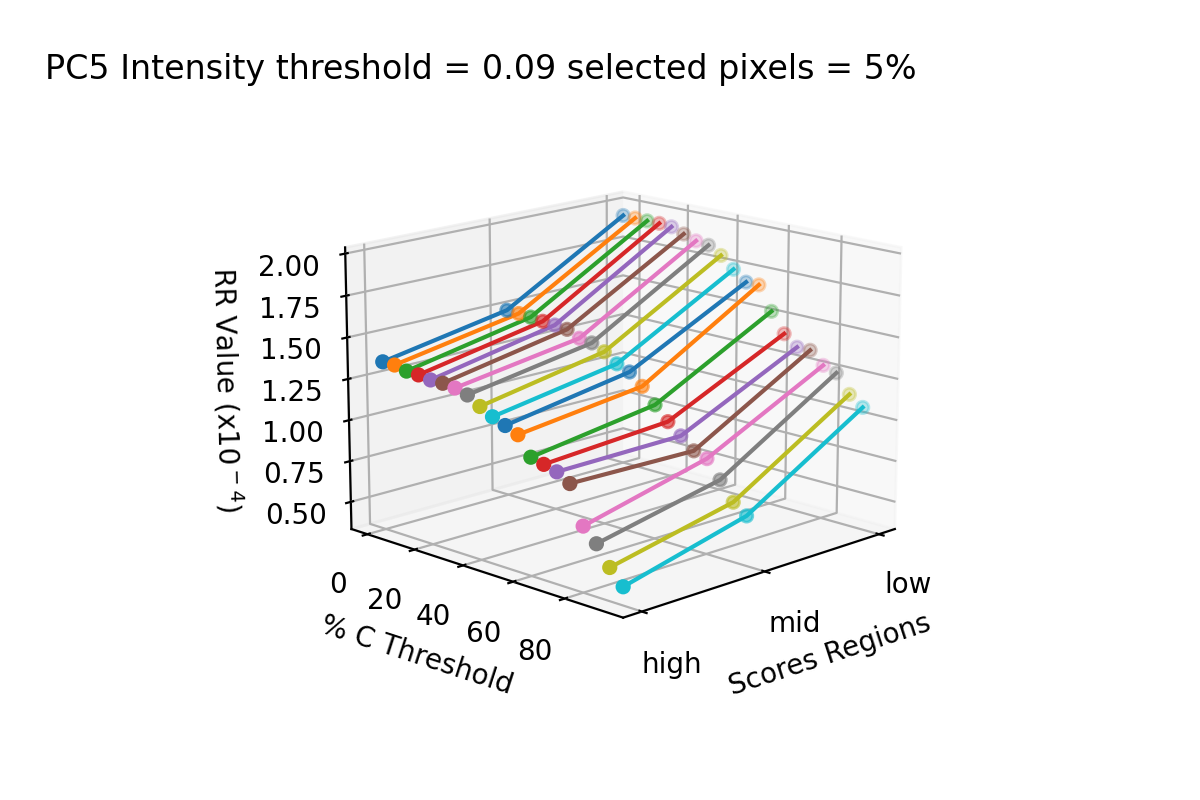 PC5 Intensity threshold = 0.09 selected pixels = 5%
2.00
1.75
1.50
1.25
1.00
0.75
0.50
RR Value (x10⁻⁴)
0
20
40
60
80
% C Threshold
high
mid
low
Scores Regions